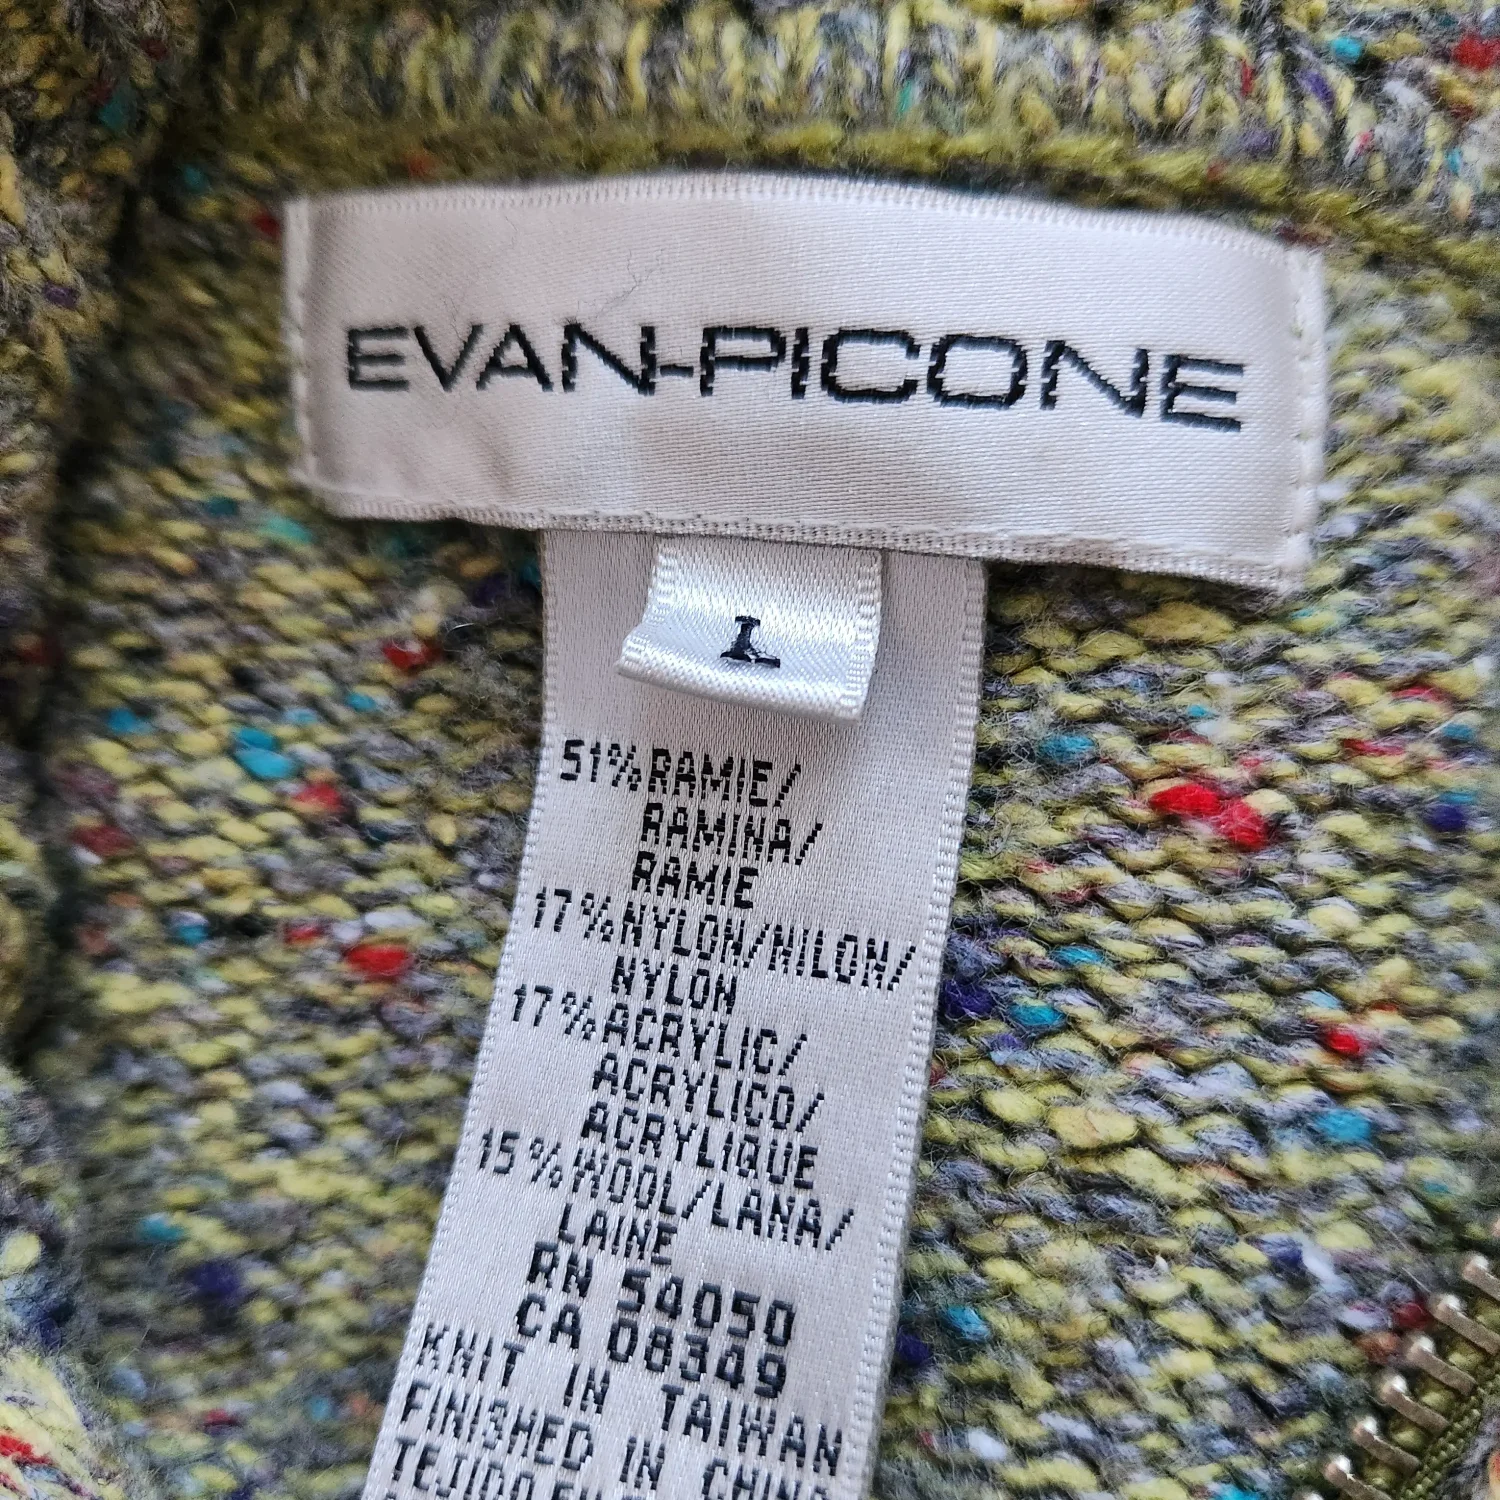 EVAN-PICONE
L
51% RAMIE/
RAMINA/
RAMIE
17% NYLON/NILON/
NYLON
17% ACRYLIC/
ACRYLICO/
ACRYLIQUE
15% WOOL/LANA/
LAINE
RN 54050
CA 08349
KNIT IN TAIWAN
FINISHED IN CHINA
TEJIDO